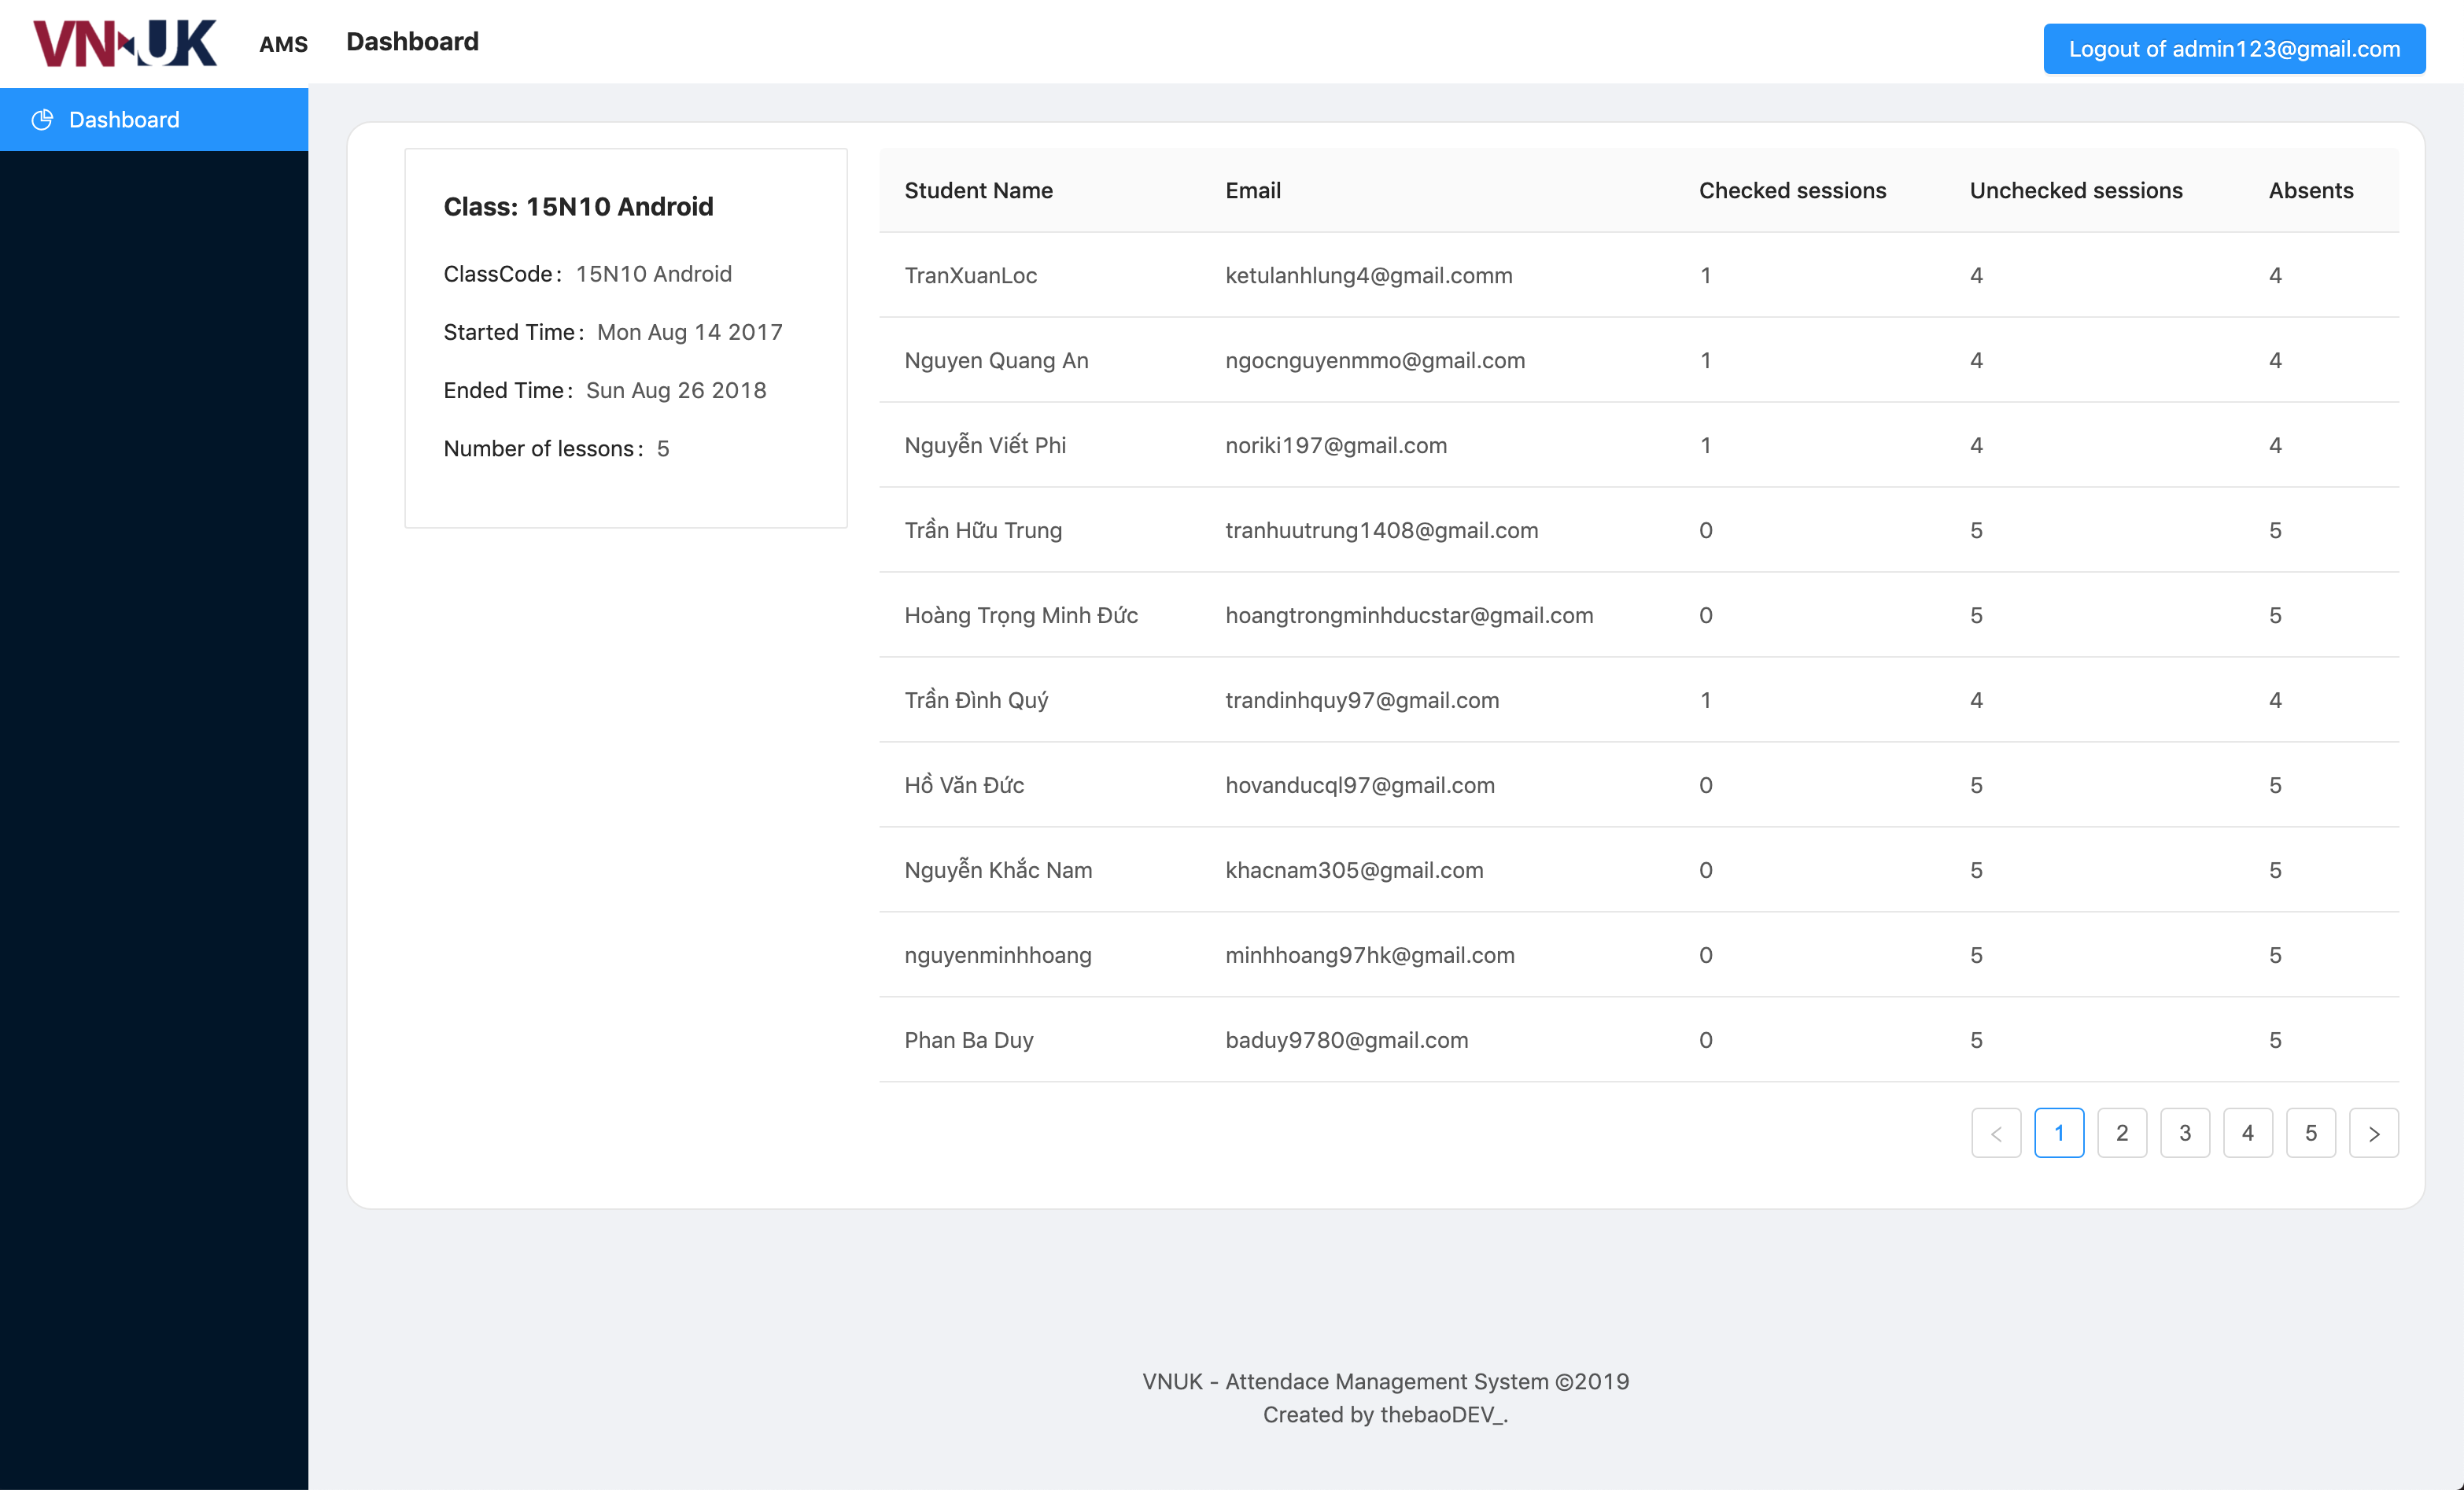 VNUK AMS Dashboard Logout of admin123@gmail.com
Dashboard
Class: 15N10 Android
ClassCode: 15N10 Android
Started Time: Mon Aug 14 2017
Ended Time: Sun Aug 26 2018
Number of lessons: 5
Student Name Email Checked sessions Unchecked sessions Absents
TranXuanLoc ketulanhlung4@gmail.comm 1 4 4
Nguyen Quang An ngocnguyenmmo@gmail.com 1 4 4
Nguyễn Viết Phi noriki197@gmail.com 1 4 4
Trần Hữu Trung tranhuutrung1408@gmail.com 0 5 5
Hoàng Trọng Minh Đức hoangtrongminhducstar@gmail.com 0 5 5
Trần Đình Quý trandinhquy97@gmail.com 1 4 4
Hồ Văn Đức hovanducql97@gmail.com 0 5 5
Nguyễn Khắc Nam khacnam305@gmail.com 0 5 5
nguyenminhhoang minhhoang97hk@gmail.com 0 5 5
Phan Ba Duy baduy9780@gmail.com 0 5 5
< 1 2 3 4 5 >
VNUK - Attendace Management System ©2019
Created by thebaoDEV_.